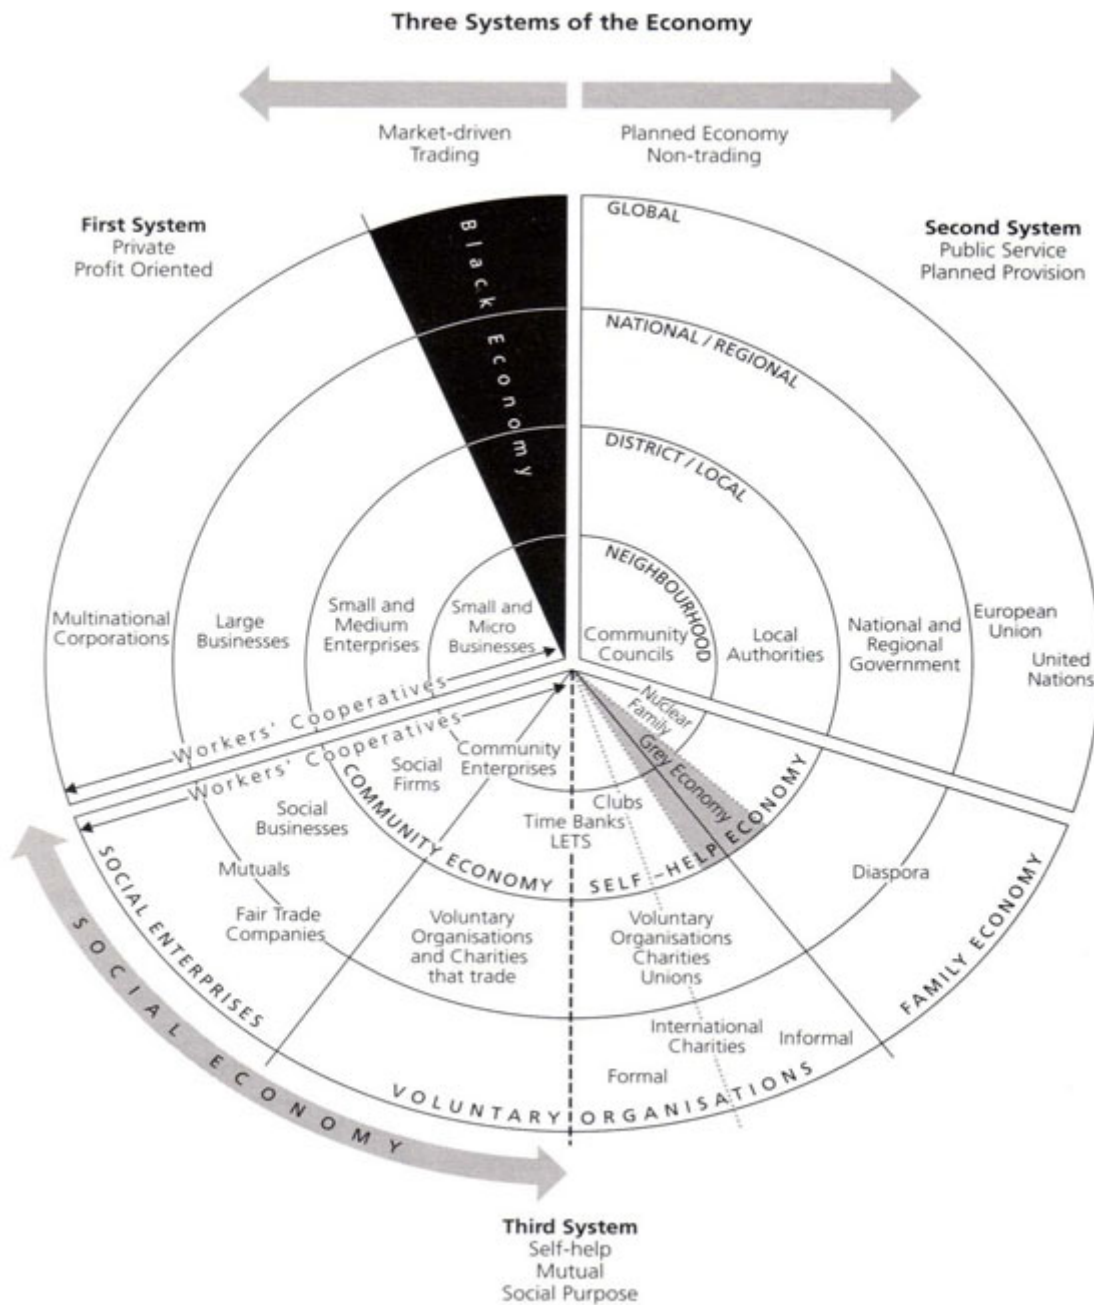 Three Systems of the Economy
Market-driven
Trading
Planned Economy
Non-trading
First System
Private
Profit Oriented
Second System
Public Service
Planned Provision
Black Economy
GLOBAL
NATIONAL / REGIONAL
DISTRICT / LOCAL
NEIGHBOURHOOD
Multinational
Corporations
Large
Businesses
Small and
Medium
Enterprises
Small and
Micro
Businesses
Community
Councils
Local
Authorities
National and
Regional
Government
European
Union
United
Nations
Workers' Cooperatives
Workers' Cooperatives
Nuclear
Family
Grey Economy
Social
Firms
Community
Enterprises
Social
Businesses
Clubs
Time Banks
LETS
COMMUNITY ECONOMY
SELF-HELP ECONOMY
Mutuals
Fair Trade
Companies
Diaspora
Voluntary
Organisations
and Charities
that trade
Voluntary
Organisations
Charities
Unions
International
Charities
Informal
Formal
SOCIAL ENTERPRISES
VOLUNTARY ORGANISATIONS
FAMILY ECONOMY
SOCIAL ECONOMY
Third System
Self-help
Mutual
Social Purpose